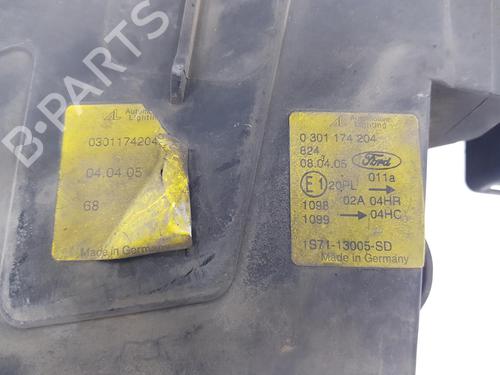 B-PARTS
Automotive
Lighting
0301174204
04.04.05
68
Made in Germany
Automotive
Lighting
0 301 174 204
824
08.04.05
Ford
011a
E1
20PL
02A 04HR
1098
1099
04HC
1S71-13005-SD
Made in Germany